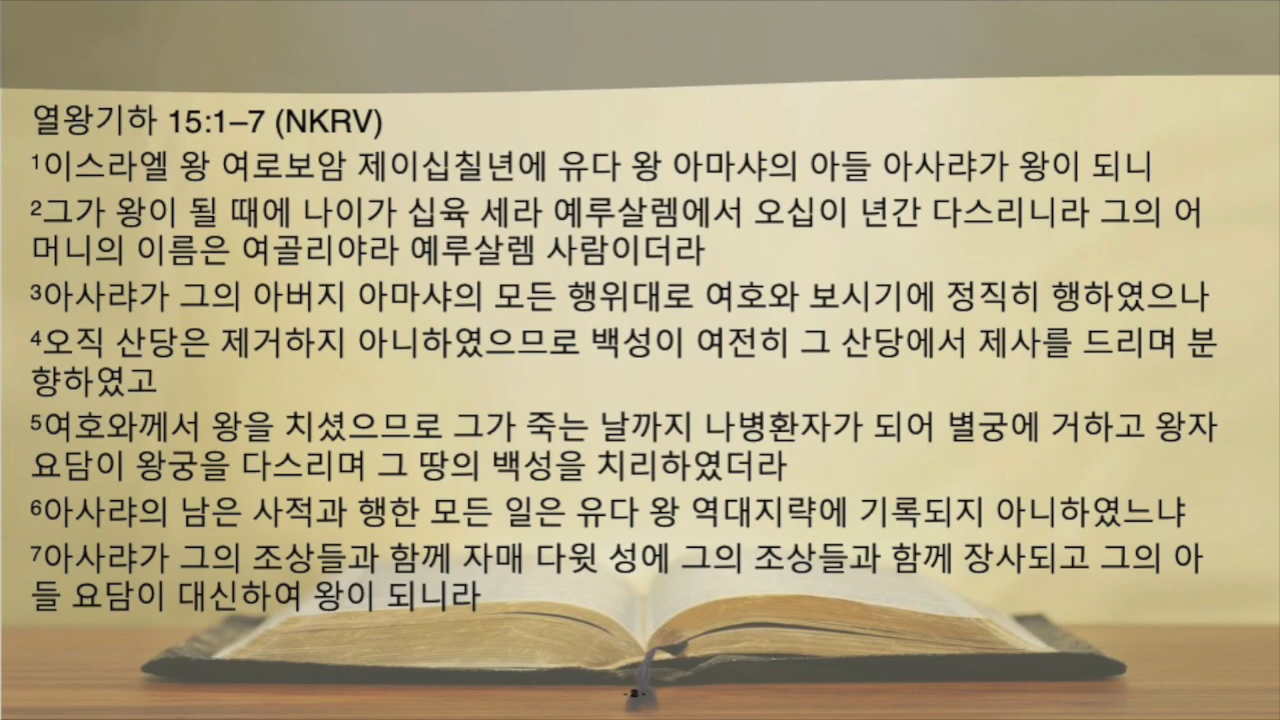 열왕기하 15:1–7 (NKRV)
¹이스라엘 왕 여로보암 제이십칠년에 유다 왕 아마샤의 아들 아사랴가 왕이 되니
²그가 왕이 될 때에 나이가 십육 세라 예루살렘에서 오십이 년간 다스리니라 그의 어
머니의 이름은 여골리야라 예루살렘 사람이더라
³아사랴가 그의 아버지 아마샤의 모든 행위대로 여호와 보시기에 정직히 행하였으나
⁴오직 산당은 제거하지 아니하였으므로 백성이 여전히 그 산당에서 제사를 드리며 분
향하였고
⁵여호와께서 왕을 치셨으므로 그가 죽는 날까지 나병환자가 되어 별궁에 거하고 왕자
요담이 왕궁을 다스리며 그 땅의 백성을 치리하였더라
⁶아사랴의 남은 사적과 행한 모든 일은 유다 왕 역대지략에 기록되지 아니하였느냐
⁷아사랴가 그의 조상들과 함께 자매 다윗 성에 그의 조상들과 함께 장사되고 그의 아
들 요담이 대신하여 왕이 되니라
- 2 -